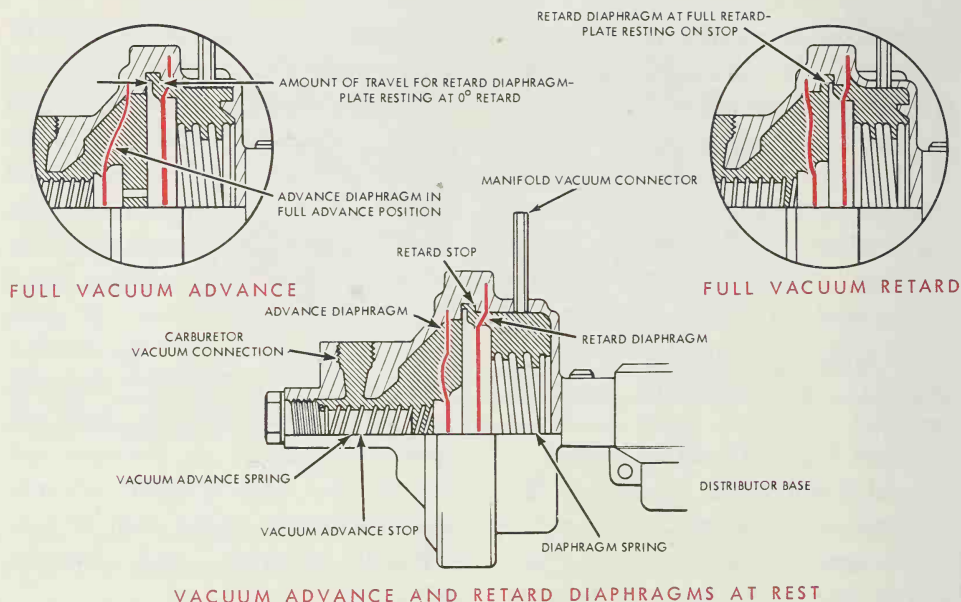 RETARD DIAPHRAGM AT FULL RETARD-
PLATE RESTING ON STOP
AMOUNT OF TRAVEL FOR RETARD DIAPHRAGM-
PLATE RESTING AT 0° RETARD
ADVANCE DIAPHRAGM IN
FULL ADVANCE POSITION
MANIFOLD VACUUM CONNECTOR
RETARD STOP
FULL VACUUM ADVANCE
FULL VACUUM RETARD
ADVANCE DIAPHRAGM
CARBURETOR
VACUUM CONNECTION
RETARD DIAPHRAGM
VACUUM ADVANCE SPRING
DISTRIBUTOR BASE
VACUUM ADVANCE STOP
DIAPHRAGM SPRING
VACUUM ADVANCE AND RETARD DIAPHRAGMS AT REST